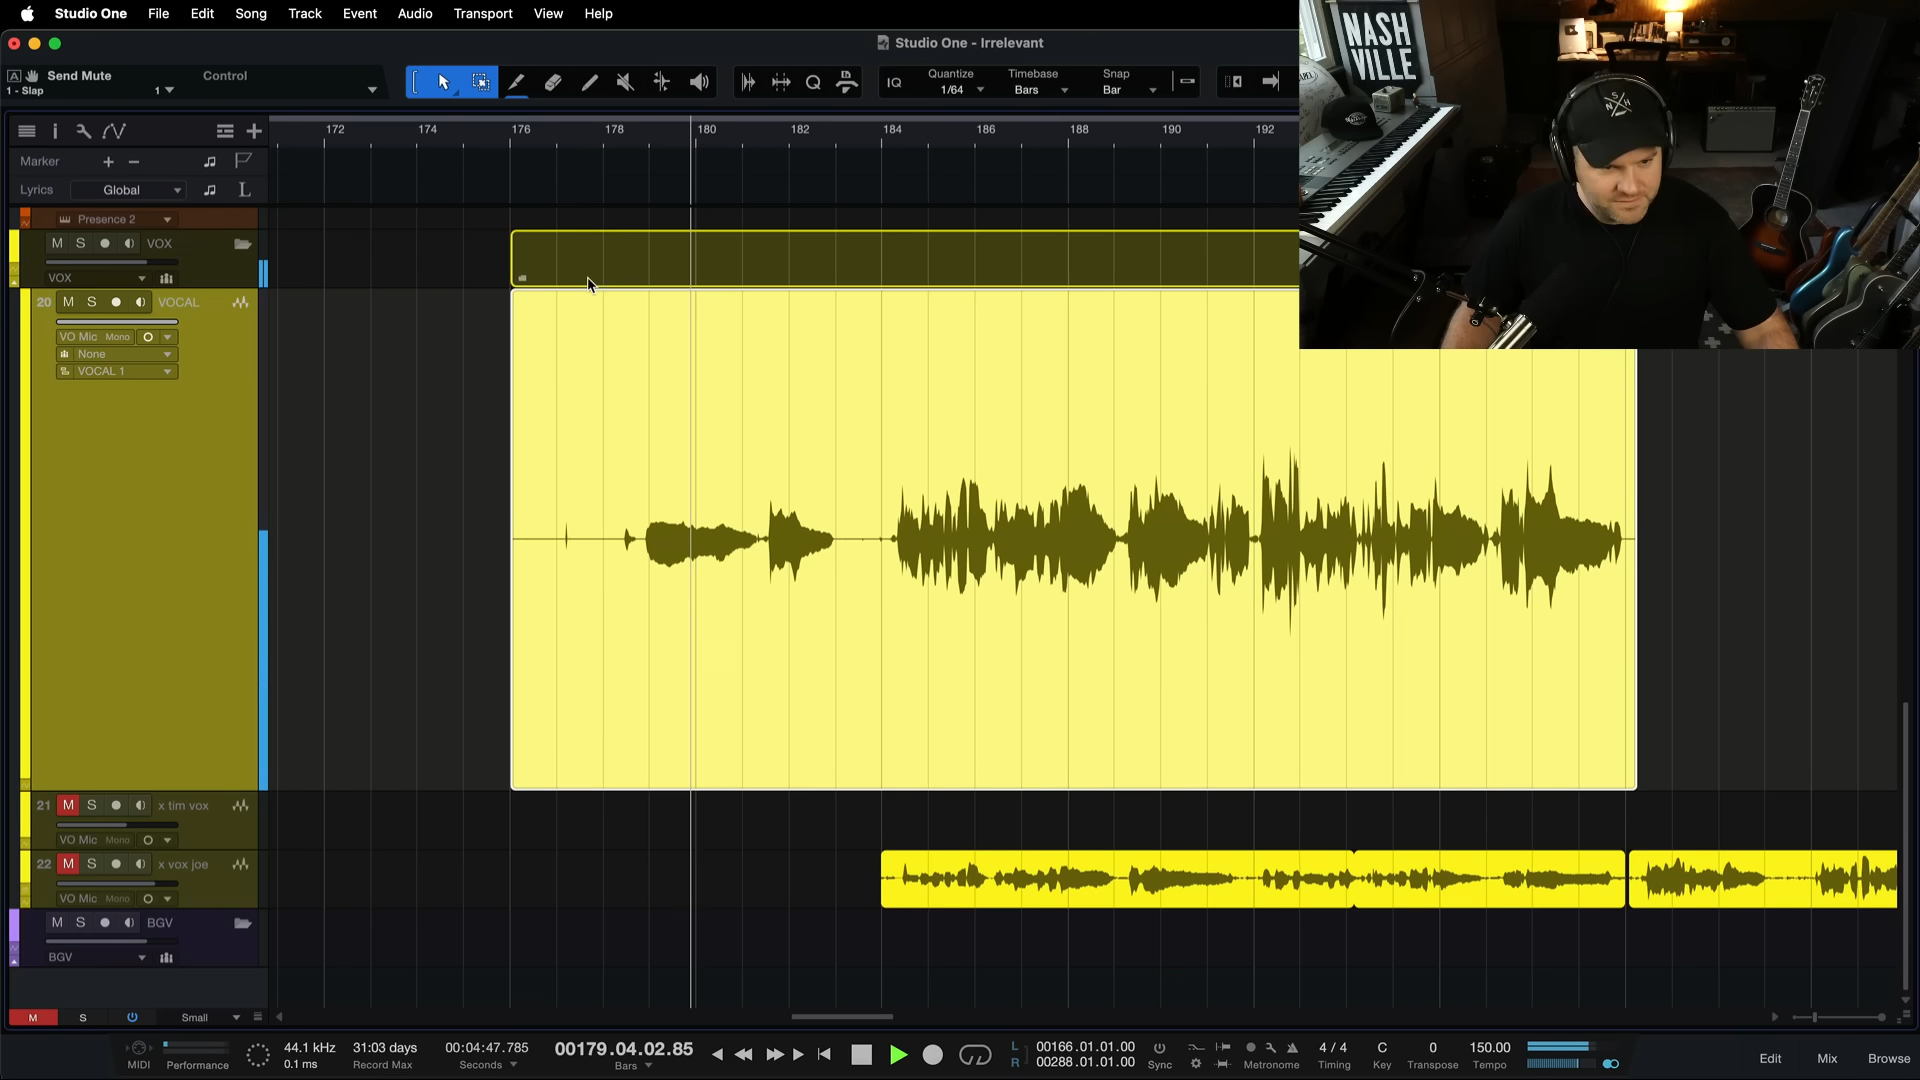 Studio One File Edit Song Track Event Audio Transport View Help
Studio One - Irrelevant
A Send Mute Control
1 - Slap 1
IQ Quantize Timebase Snap
1/64 Bars Bar
172 174 176 178 180 182 184 186 188 190 192
Marker
Lyrics Global L
Presence 2
M S VOX
VOX
20 M S VOCAL
VO Mic Mono
None
VOCAL 1
21 M S x tim vox
VO Mic Mono
22 M S x vox joe
VO Mic Mono
M S BGV
BGV
M S Small
MIDI Performance
44.1 kHz 31:03 days 00:04:47.785 00179.04.02.85
0.1 ms Record Max Seconds Bars
L 00166.01.01.00
R 00288.01.01.00
Sync Metronome
4 / 4 C 0 150.00
Timing Key Transpose Tempo
Edit Mix Browse
NASH
VILLE
S
N H